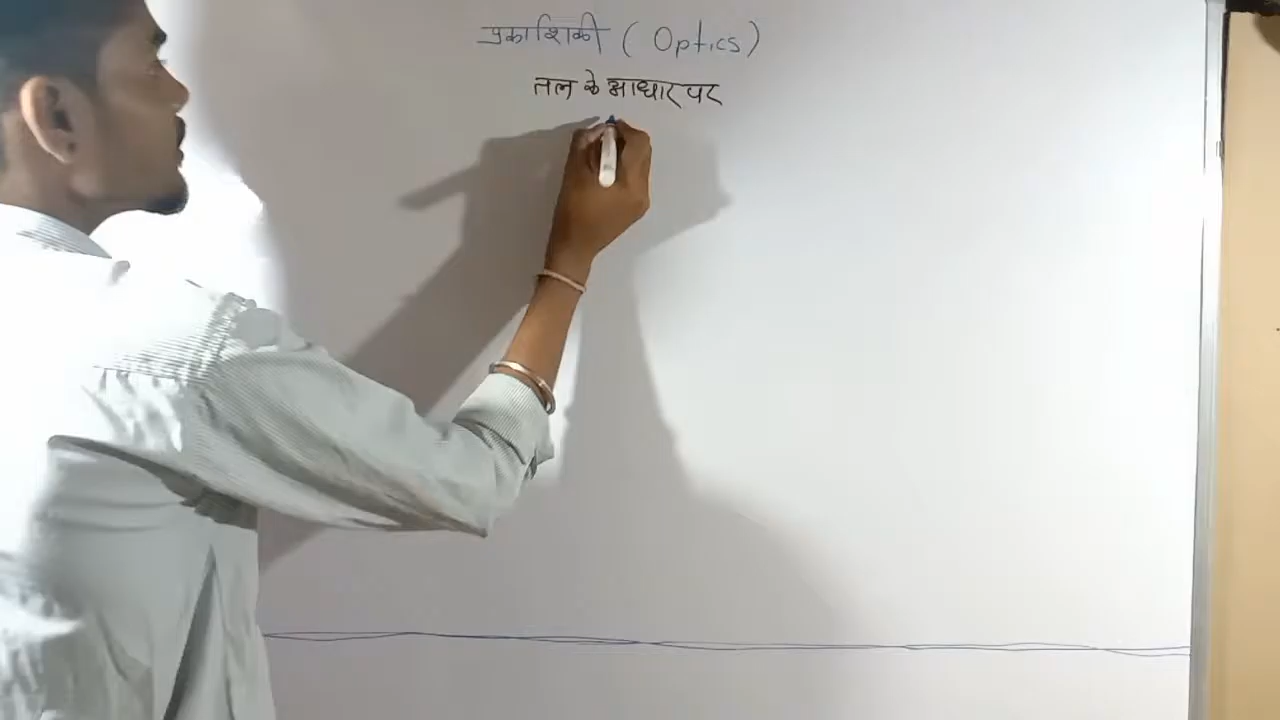 प्रकाशिकी ( Optics )
तल के आधार पर